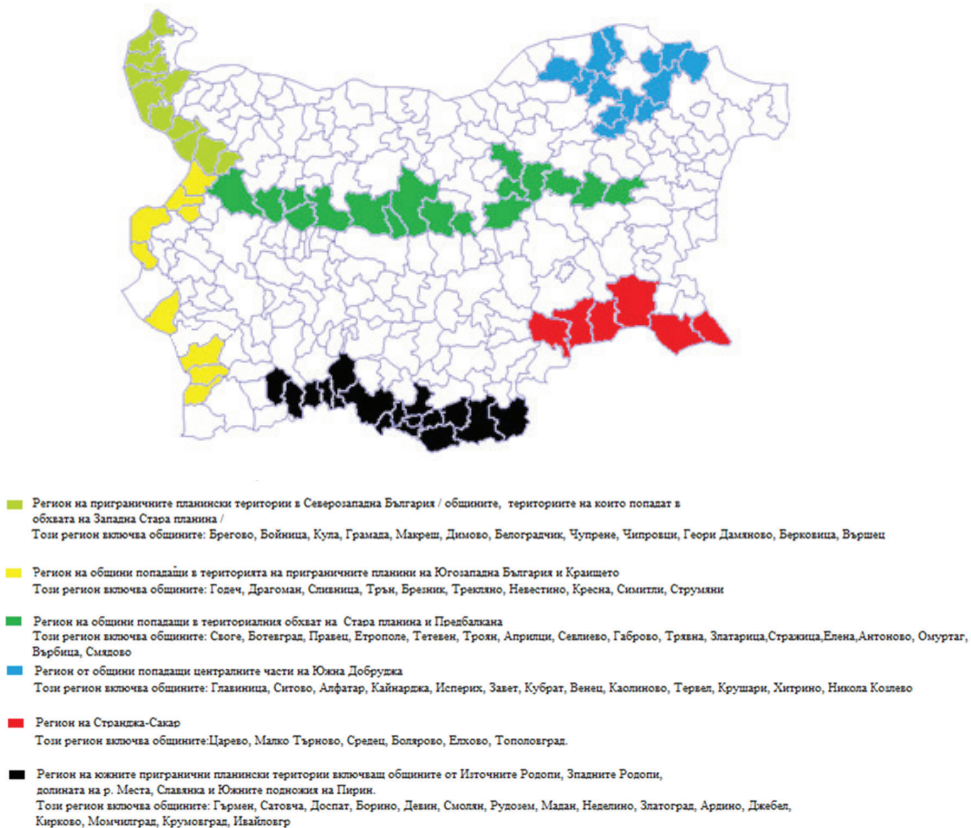 Регион на приграничните планински територии в Северозападна България / общините, териториите на които попадат в
обхвата на Западна Стара планина /
Този регион включва общините: Брегово, Бойница, Кула, Грамада, Макреш, Димово, Белоградчик, Чупрене, Чипровци, Геори Дамяново, Берковица, Вършец
Регион на общини попадащи в територията на приграничните планини на Югозападна България и Краището
Този регион включва общините: Годеч, Драгоман, Сливница, Трън, Брезник, Трекляно, Невестино, Кресна, Симитли, Струмяни
Регион на общини попадащи в териториалния обхват на Стара планина и Предбалкана
Този регион включва общините: Своге, Ботевград, Правец, Етрополе, Тетевен, Троян, Априлци, Севлиево, Габрово, Трявна, Златарица,Стражица,Елена,Антоново, Омуртаг,
Върбица, Смядово
Регион от общини попадащи централните части на Южна Добруджа
Този регион включва общините: Главиница, Ситово, Алфатар, Кайнарджа, Исперих, Завет, Кубрат, Венец, Каолиново, Тервел, Крушари, Хитрино, Никола Козлево
Регион на Странджа-Сакар
Този регион включва общините:Царево, Малко Търново, Средец, Болярово, Елхово, Тополовград.
Регион на южните пригранични планински територии включващ общините от Източните Родопи, Зпадните Родопи,
долината на р. Места, Славянка и Южните подножия на Пирин.
Този регион включва общините: Гърмен, Сатовча, Доспат, Борино, Девин, Смолян, Рудозем, Мадан, Неделино, Златоград, Ардино, Джебел,
Кирково, Момчилград, Крумовград, Ивайловгр